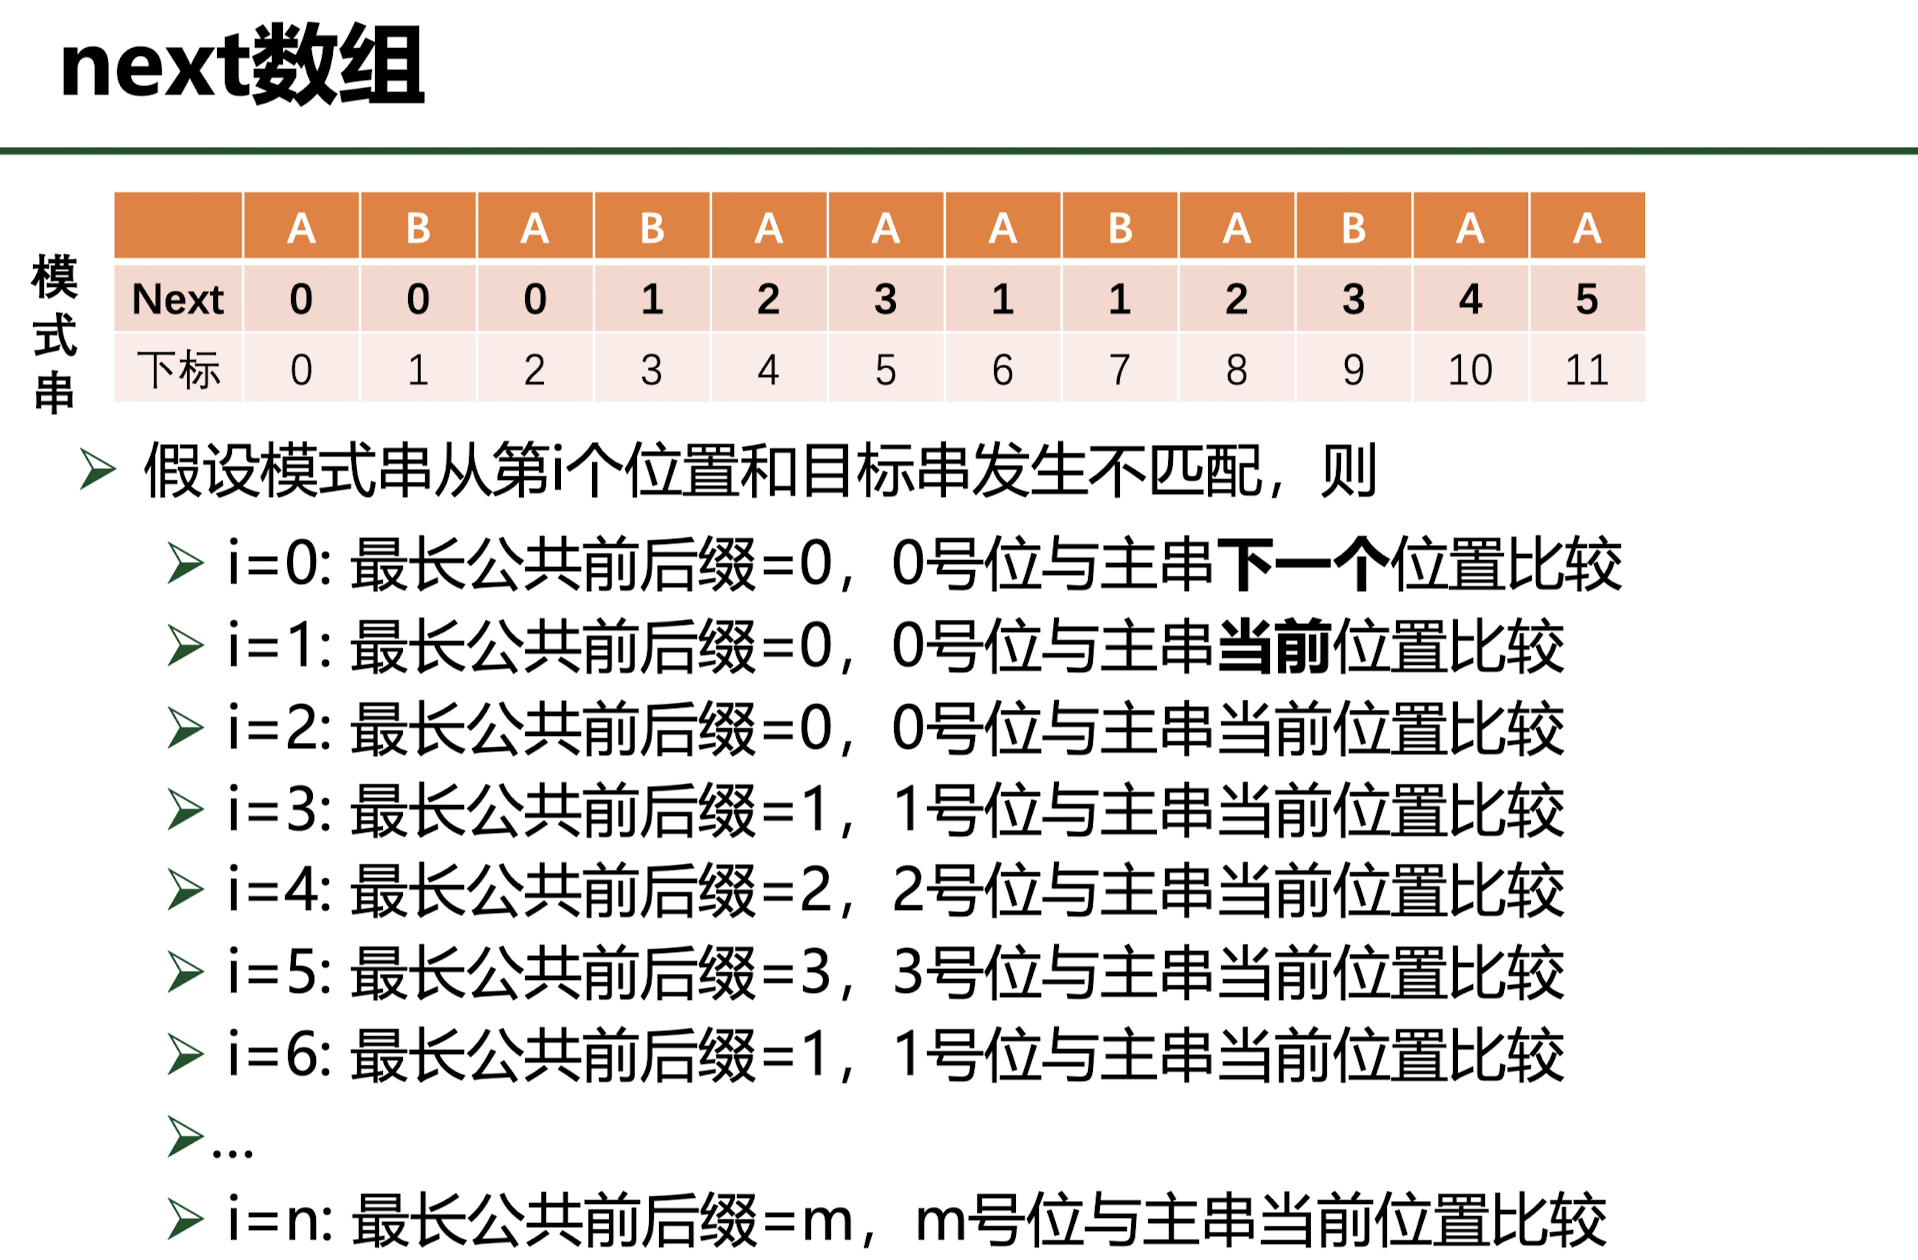 next数组
模式串
A B A B A A A B A B A A
Next 0 0 0 1 2 3 1 1 2 3 4 5
下标 0 1 2 3 4 5 6 7 8 9 10 11
假设模式串从第i个位置和目标串发生不匹配，则
i=0: 最长公共前后缀=0，0号位与主串下一个位置比较
i=1: 最长公共前后缀=0，0号位与主串当前位置比较
i=2: 最长公共前后缀=0，0号位与主串当前位置比较
i=3: 最长公共前后缀=1，1号位与主串当前位置比较
i=4: 最长公共前后缀=2，2号位与主串当前位置比较
i=5: 最长公共前后缀=3，3号位与主串当前位置比较
i=6: 最长公共前后缀=1，1号位与主串当前位置比较
...
i=n: 最长公共前后缀=m，m号位与主串当前位置比较